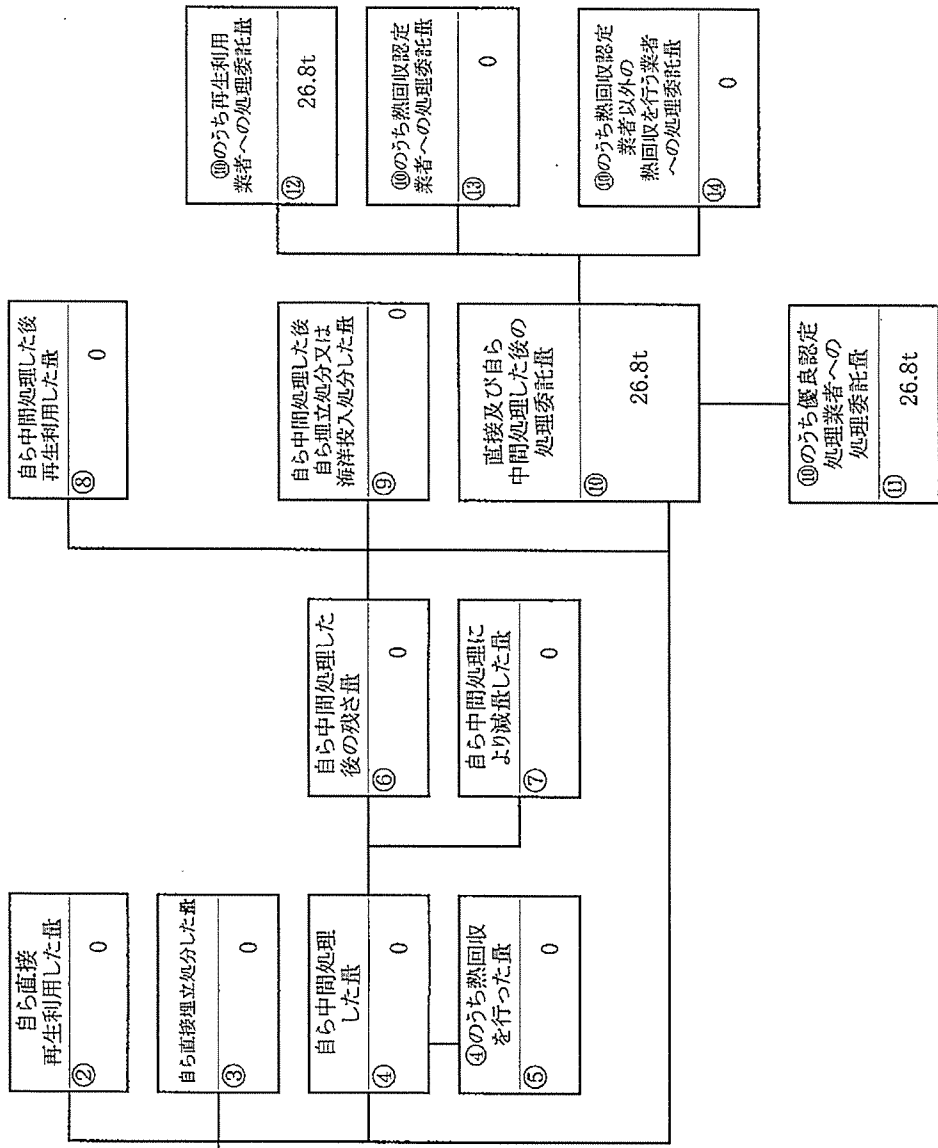 自ら直接
再生利用した量
②
0
自ら直接埋立処分した量
③
0
自ら中間処理
した量
④
0
④のうち熱回収
を行った量
⑤
0
自ら中間処理した
後の残さ量
⑥
0
自ら中間処理に
より減量した量
⑦
0
自ら中間処理した後
再生利用した量
⑧
0
自ら中間処理した後
自ら埋立処分又は
海洋投入処分した量
⑨
0
直接及び自ら
中間処理した後の
処理委託量
⑩
26.8t
⑩のうち優良認定
処理業者への
処理委託量
⑪
26.8t
⑩のうち再生利用
業者への処理委託量
⑫
26.8t
⑩のうち熱回収認定
業者への処理委託量
⑬
0
⑩のうち熱回収認定
業者以外の
熱回収を行う業者
への処理委託量
⑭
0